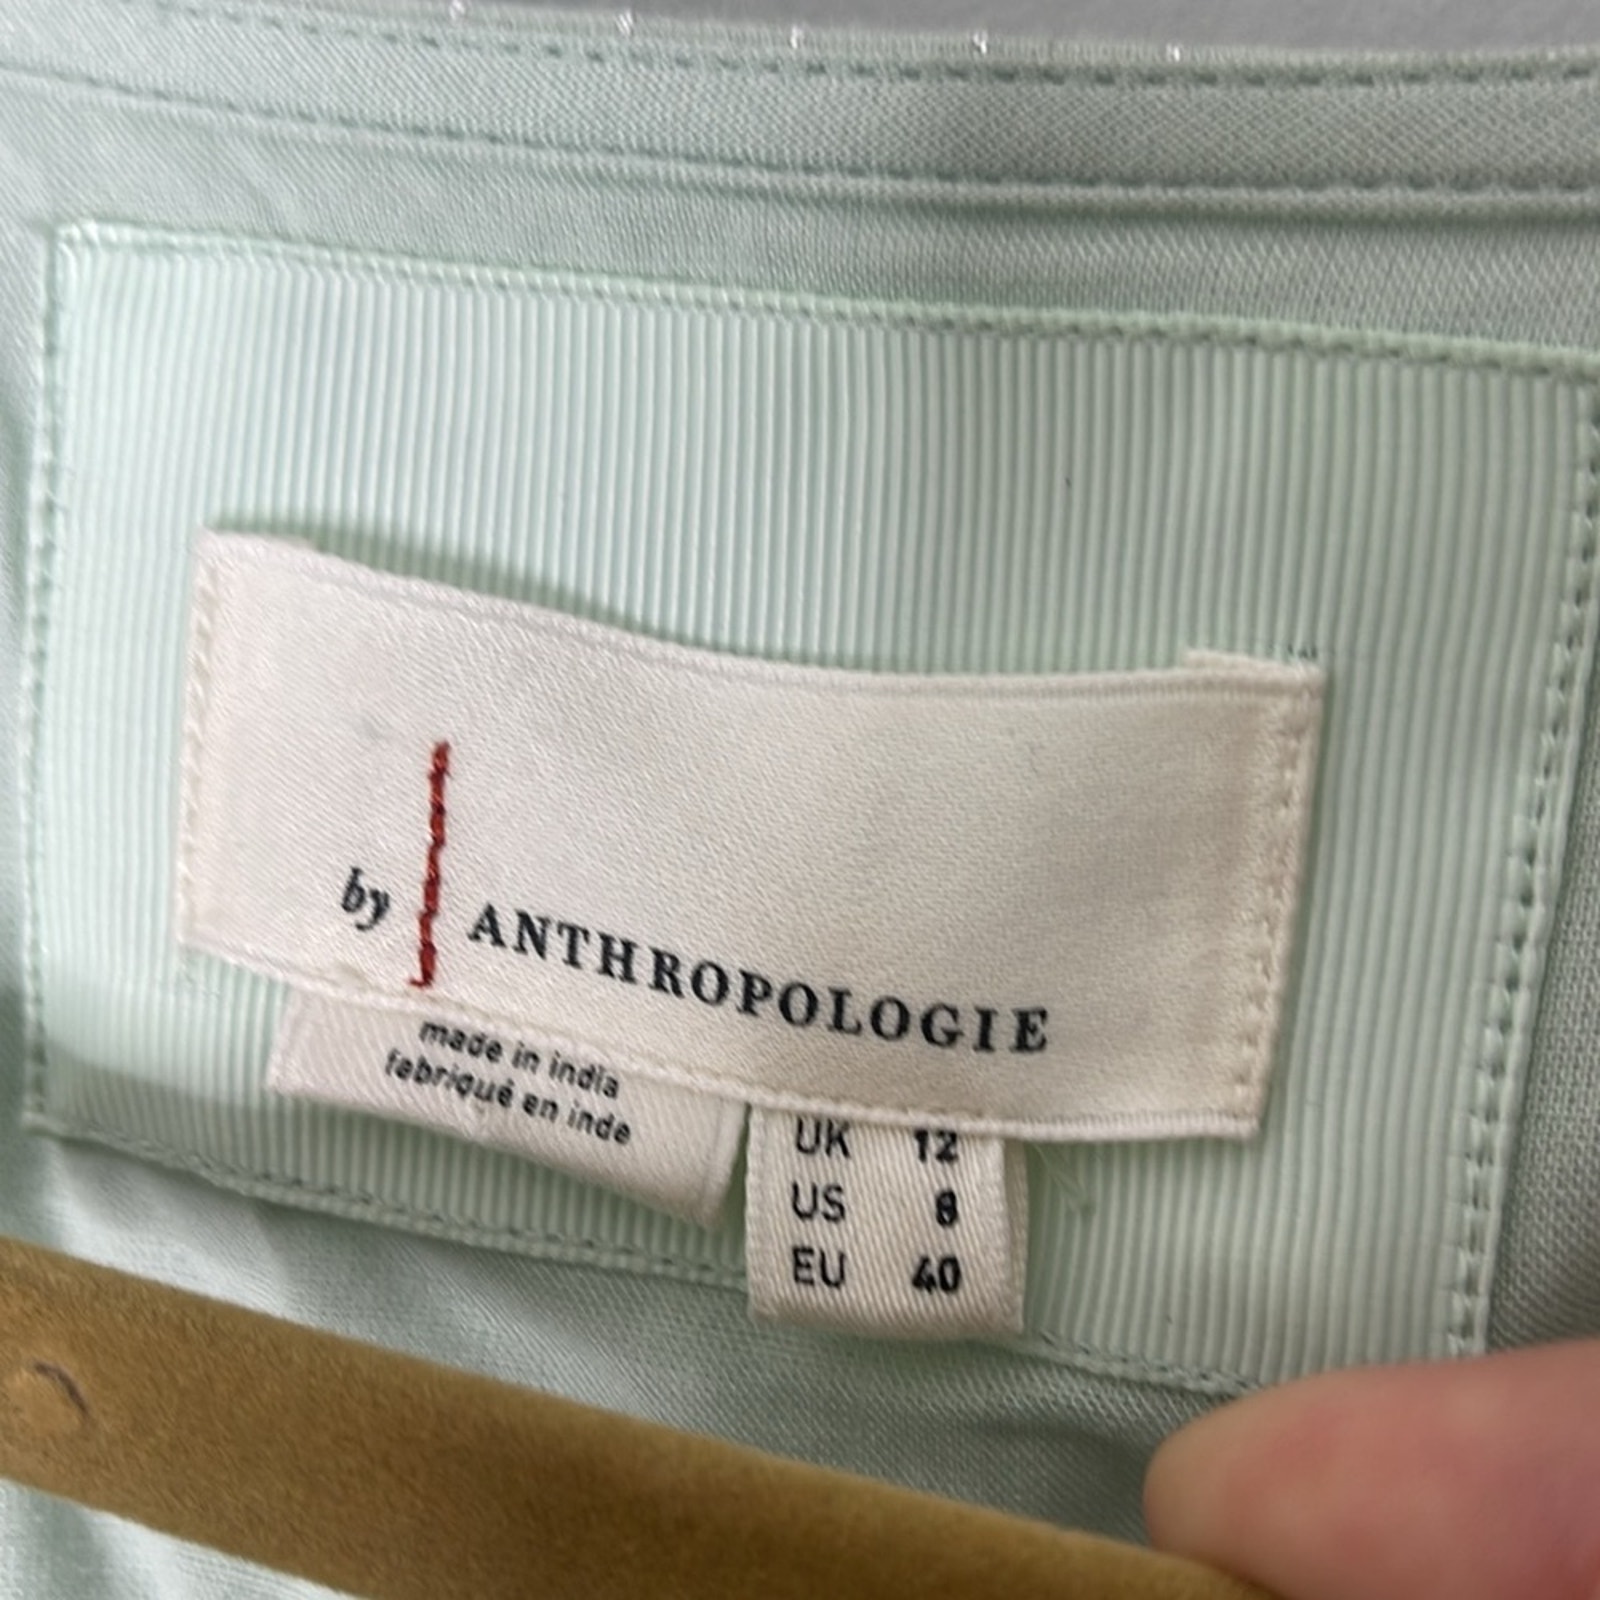 by ANTHROPOLOGIE
made in india
fabriqué en inde
UK 12
US 8
EU 40